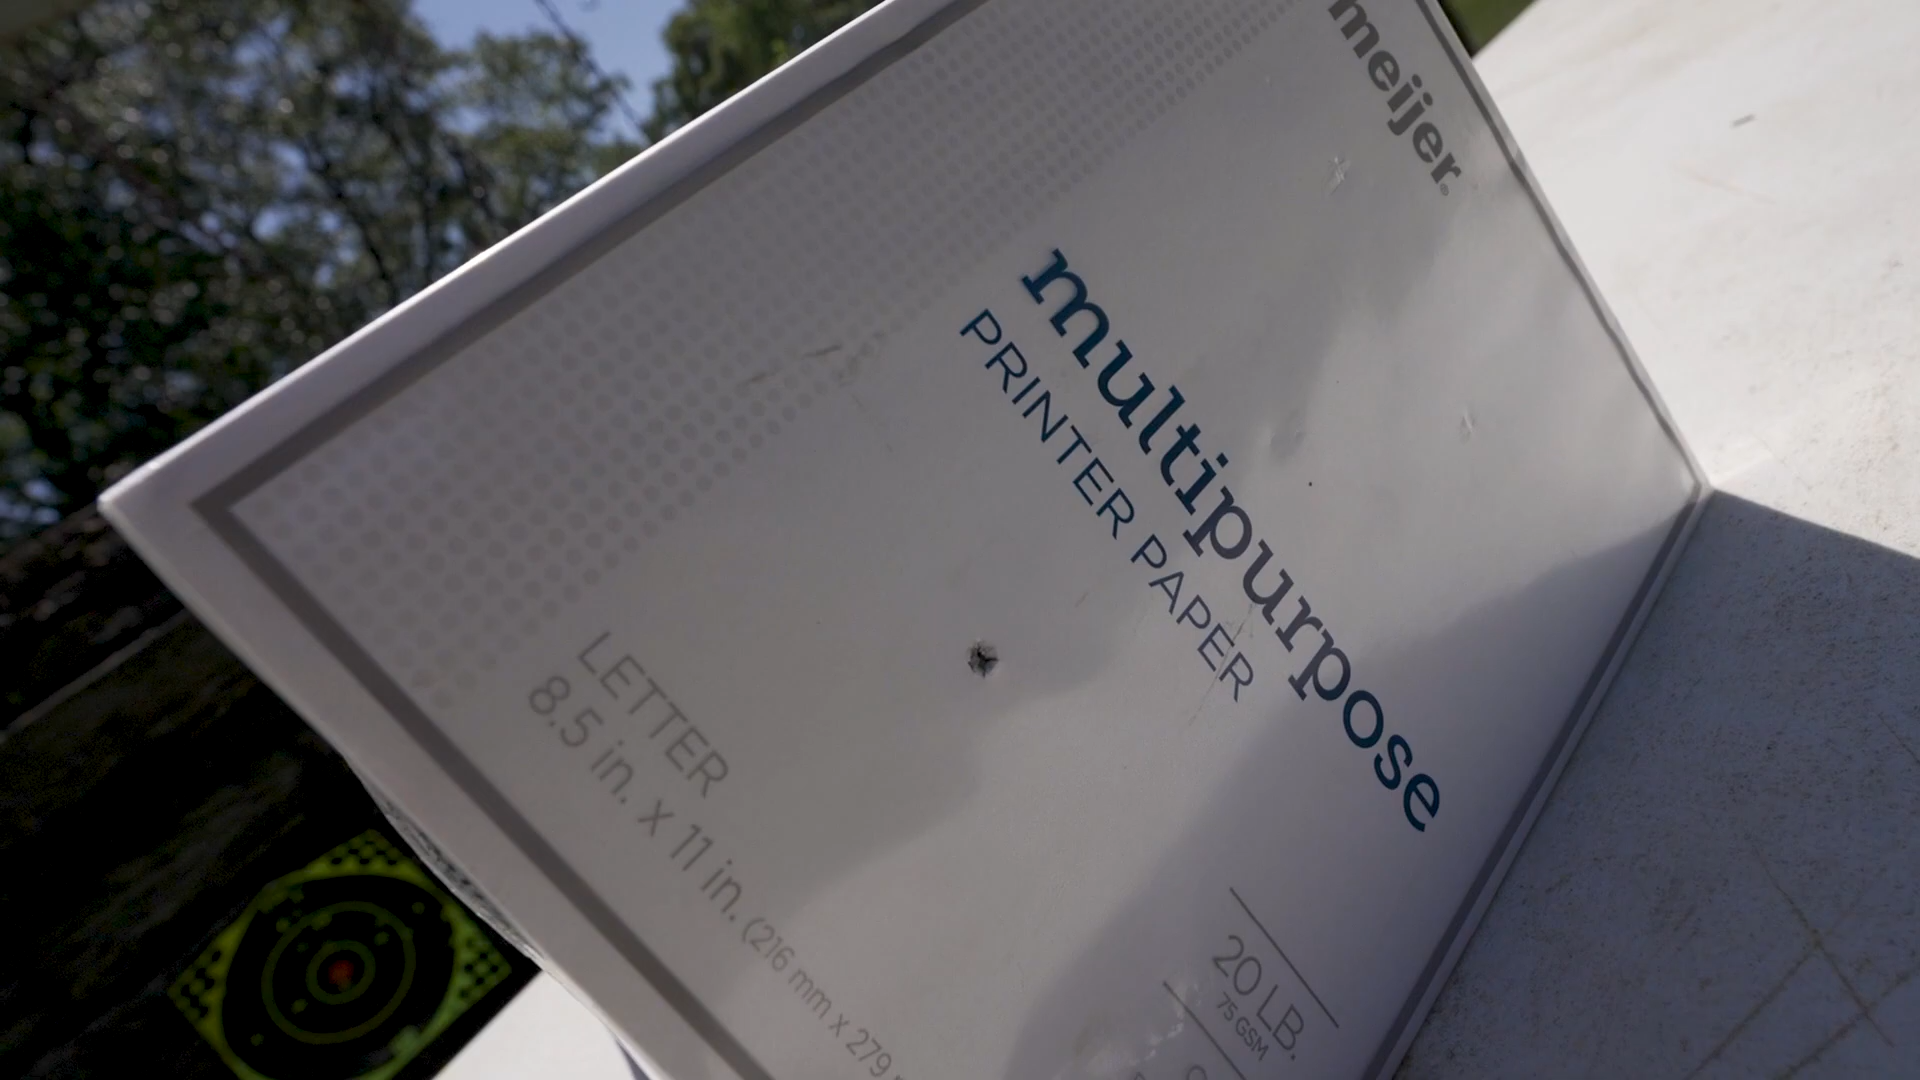 meijer®
multipurpose
PRINTER PAPER
LETTER
8.5 in. x 11 in. (216 mm x 279
20 LB.
75 GSM